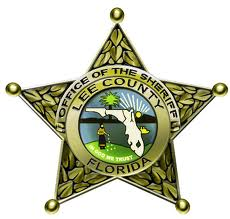 OFFICE OF THE SHERIFF
LEE COUNTY
IN GOD WE TRUST
FLORIDA